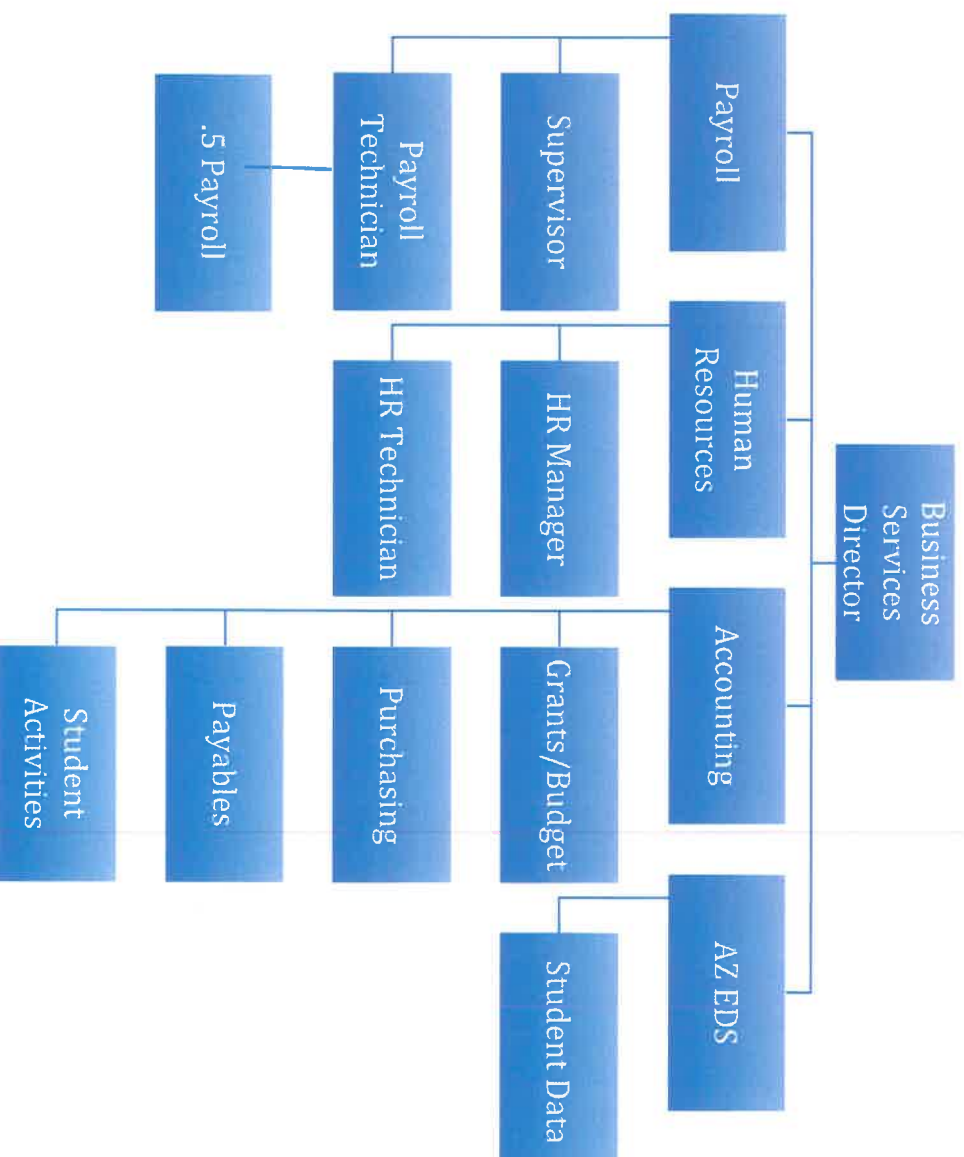 Business
Services
Director
Payroll
Supervisor
Payroll
Technician
.5 Payroll
Human
Resources
HR Manager
HR Technician
Accounting
Grants/Budget
Purchasing
Payables
Student
Activities
AZ EDS
Student Data